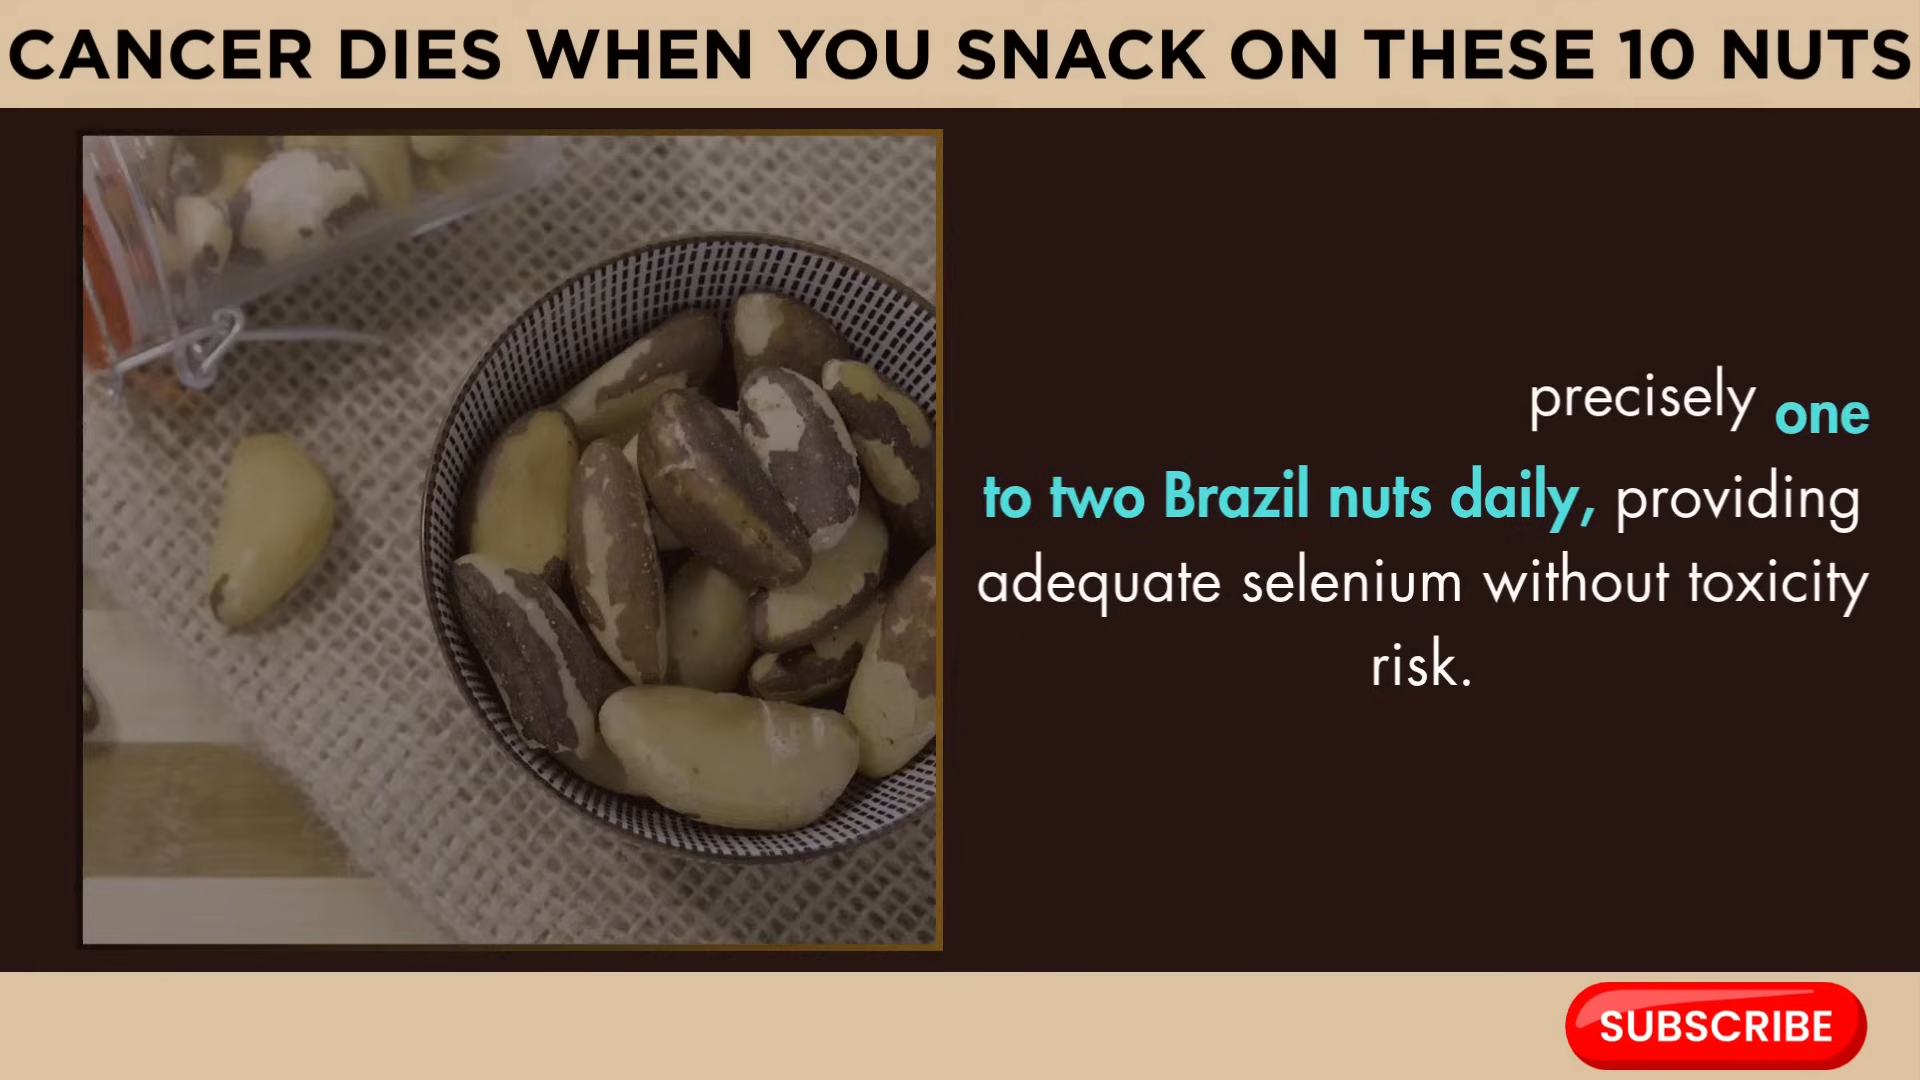 CANCER DIES WHEN YOU SNACK ON THESE 10 NUTS
precisely one
to two Brazil nuts daily, providing
adequate selenium without toxicity
risk.
SUBSCRIBE